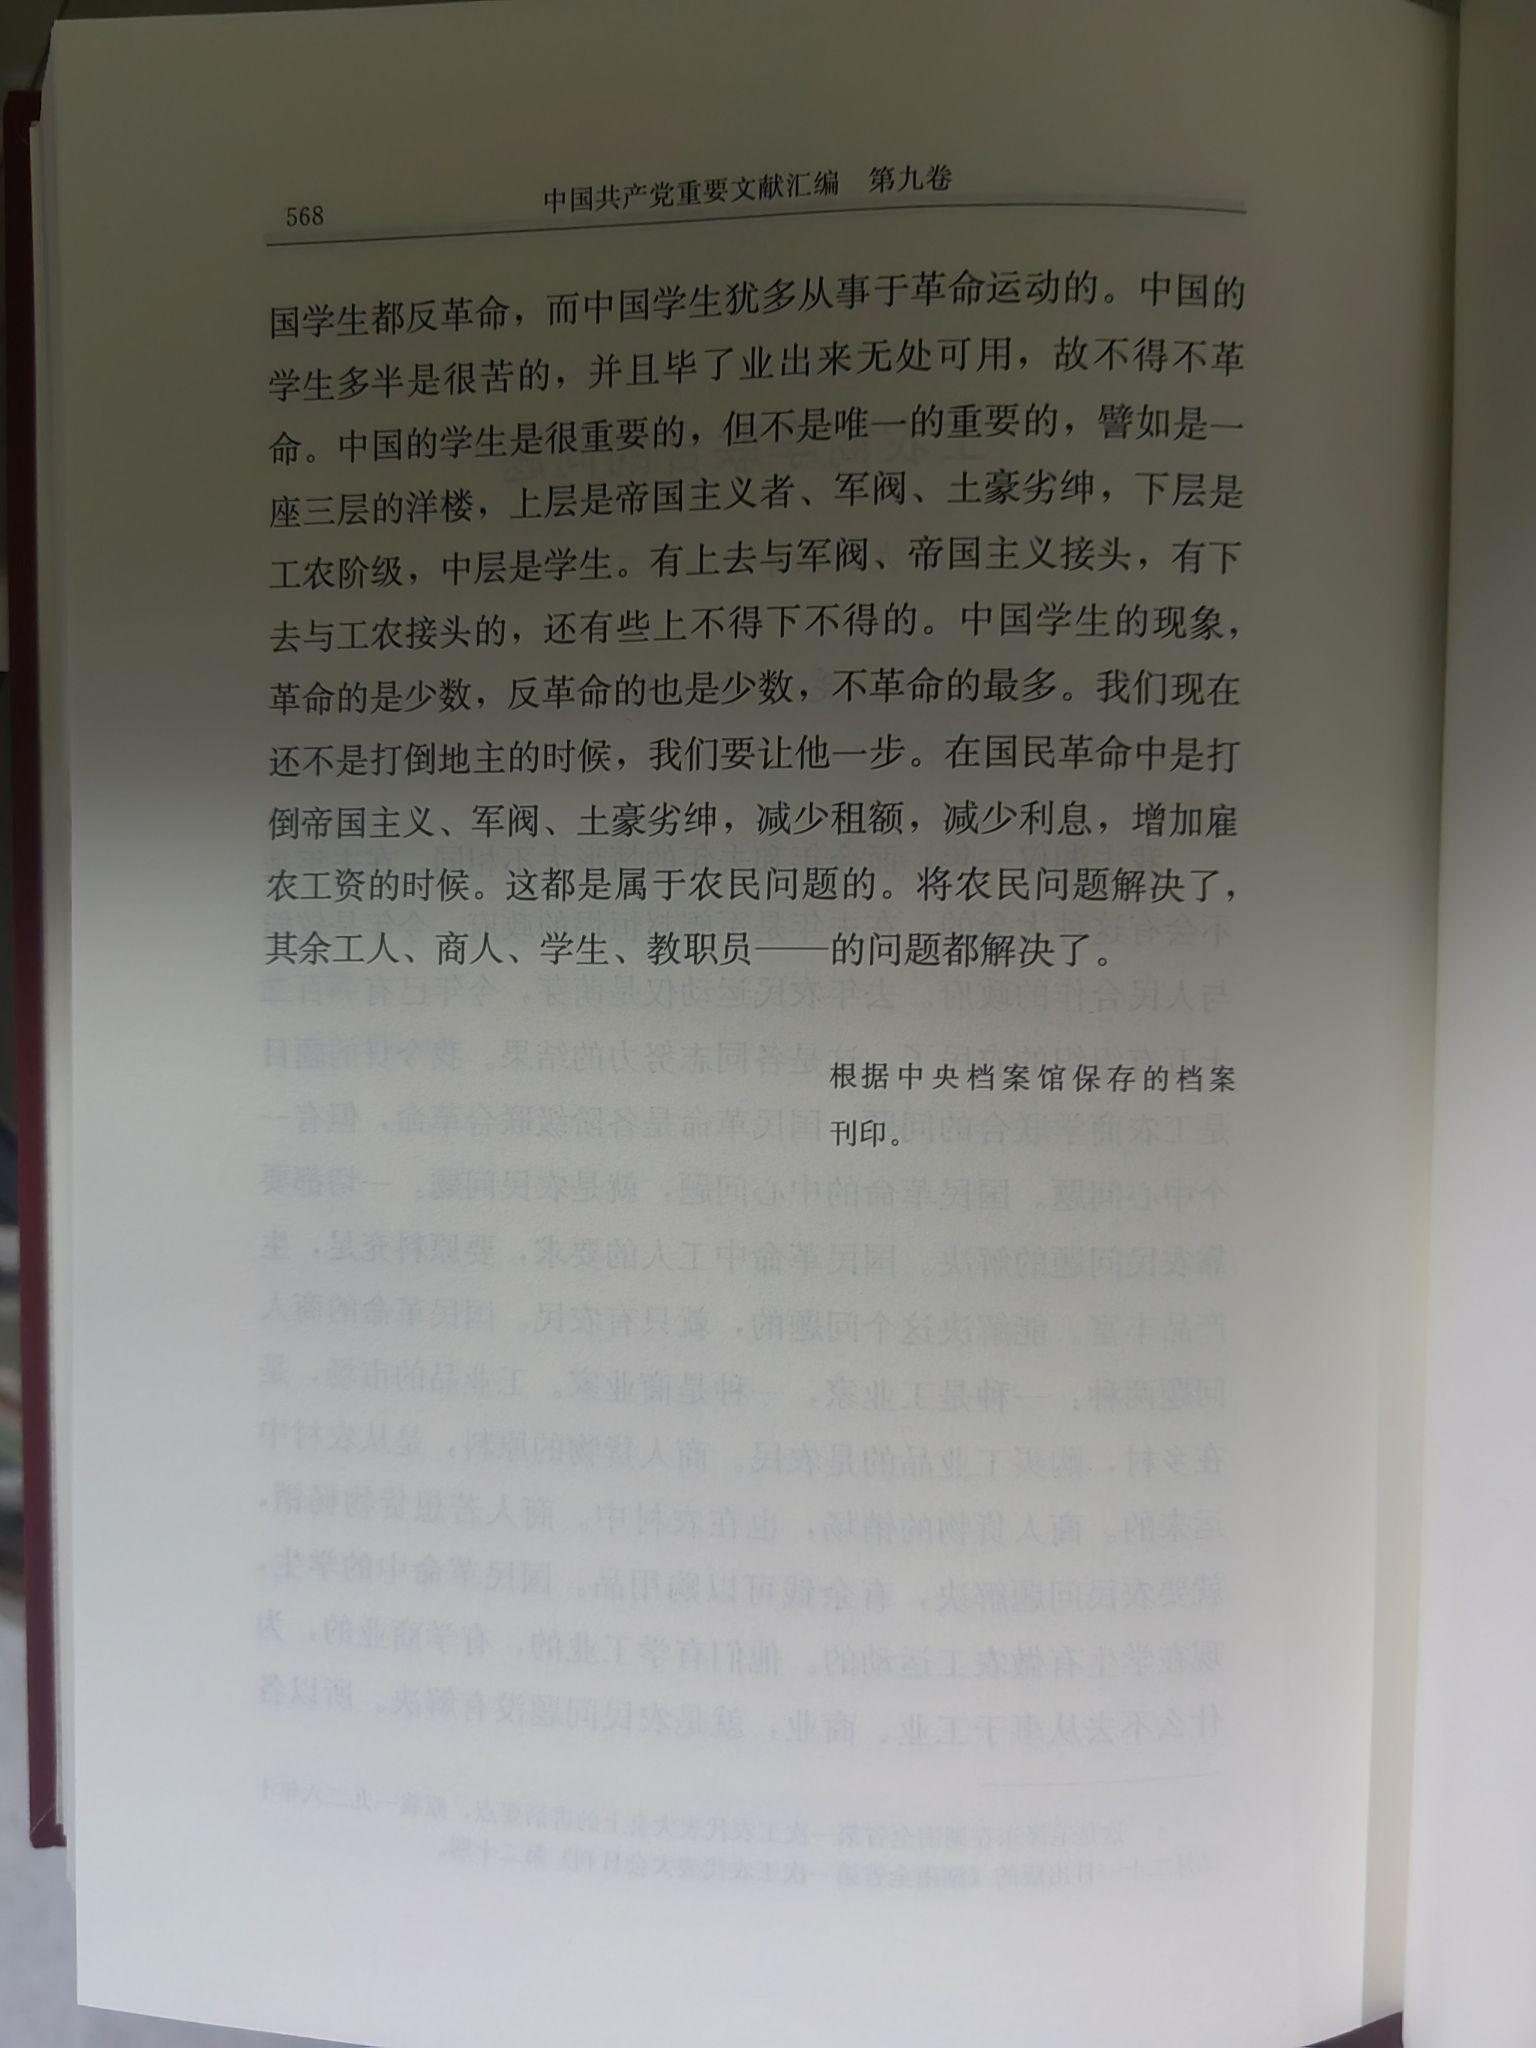 568
中国共产党重要文献汇编 第九卷
国学生都反革命，而中国学生犹多从事于革命运动的。中国的
学生多半是很苦的，并且毕了业出来无处可用，故不得不革
命。中国的学生是很重要的，但不是唯一的重要的，譬如是一
座三层的洋楼，上层是帝国主义者、军阀、土豪劣绅，下层是
工农阶级，中层是学生。有上去与军阀、帝国主义接头，有下
去与工农接头的，还有些上不得下不得的。中国学生的现象，
革命的是少数，反革命的也是少数，不革命的最多。我们现在
还不是打倒地主的时候，我们要让他一步。在国民革命中是打
倒帝国主义、军阀、土豪劣绅，减少租额，减少利息，增加雇
农工资的时候。这都是属于农民问题的。将农民问题解决了，
其余工人、商人、学生、教职员——的问题都解决了。
根据中央档案馆保存的档案
刊印。